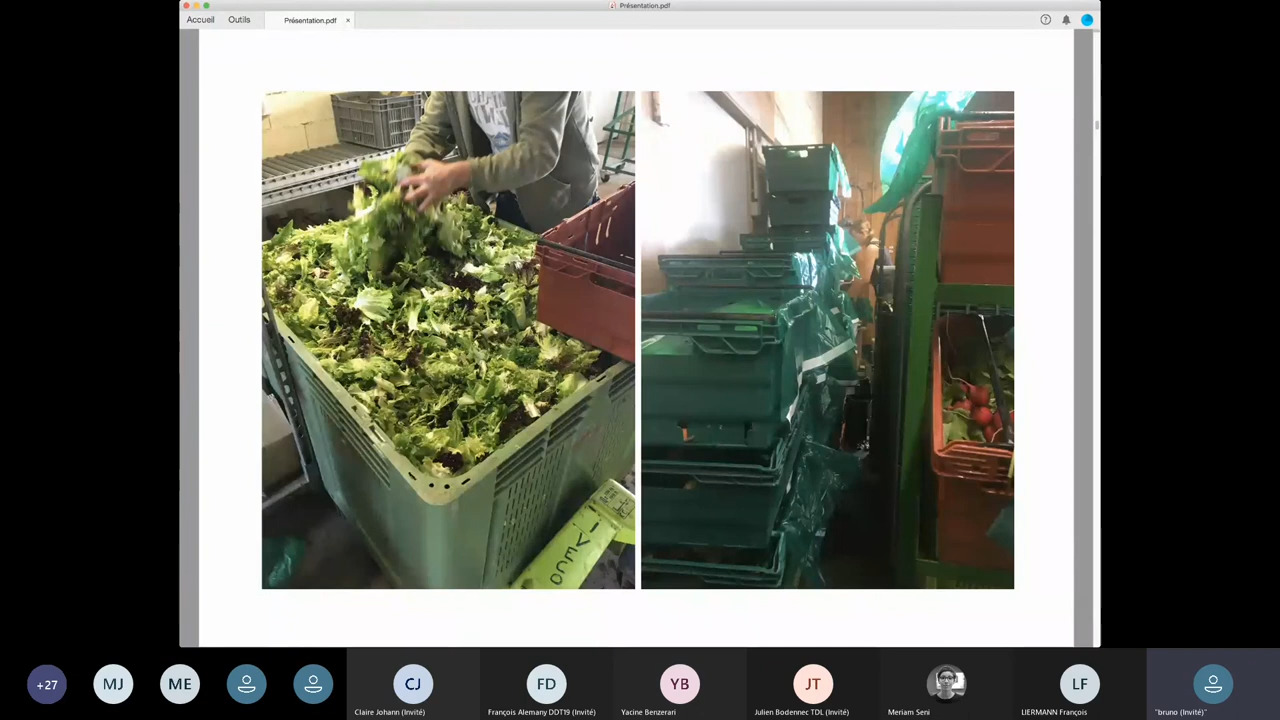 Présentation.pdf
Accueil
Outils
Présentation.pdf
IVECO
+27
MJ
ME
CJ
FD
YB
JT
LF
Claire Johann (Invité)
François Alemany DDT19 (Invité)
Yacine Benzerari
Julien Bodennec TDL (Invité)
Meriam Seni
LIERMANN François
"bruno (Invité)"